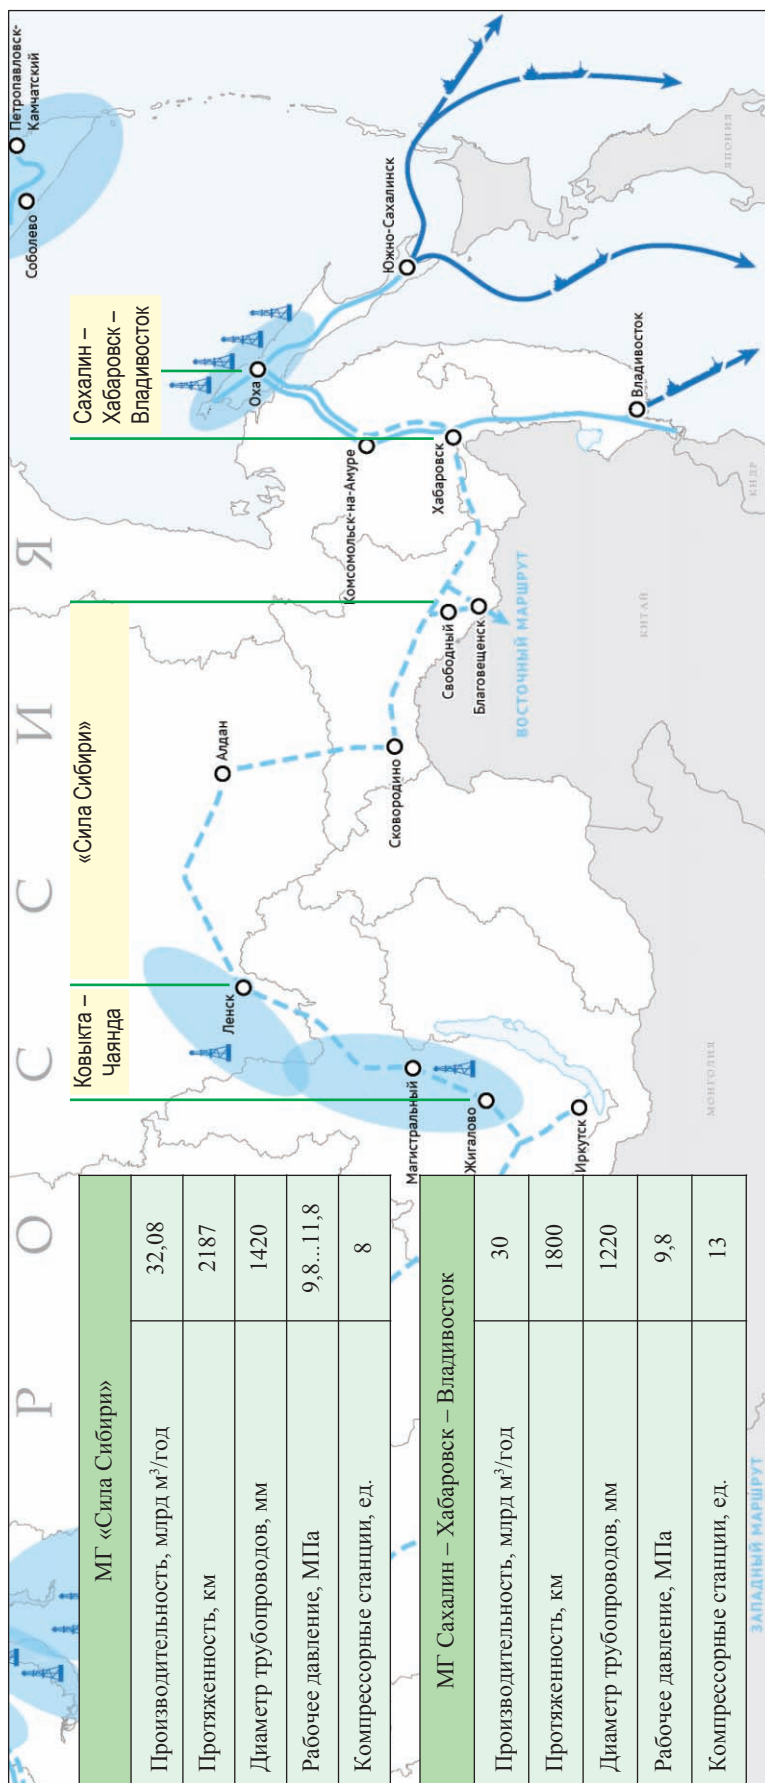 Р О С С И Я
Ковыкта –
Чаянда
«Сила Сибири»
Сахалин –
Хабаровск –
Владивосток
Петропавловск-
Камчатский
Соболево
Оха
Южно-Сахалинск
Алдан
Ленск
Комсомольск-на-Амуре
Хабаровск
Владивосток
Сковородино
Свободный
Благовещенск
ВОСТОЧНЫЙ МАРШРУТ
Магистральный
Жигалово
Иркутск
МОНГОЛИЯ
КИТАЙ
КНДР
ЯПОНИЯ
МГ «Сила Сибири»
Производительность, млрд м³/год 32,08
Протяженность, км 2187
Диаметр трубопроводов, мм 1420
Рабочее давление, МПа 9,8...11,8
Компрессорные станции, ед. 8
МГ Сахалин – Хабаровск – Владивосток
Производительность, млрд м³/год 30
Протяженность, км 1800
Диаметр трубопроводов, мм 1220
Рабочее давление, МПа 9,8
Компрессорные станции, ед. 13
ЗАПАДНЫЙ МАРШРУТ